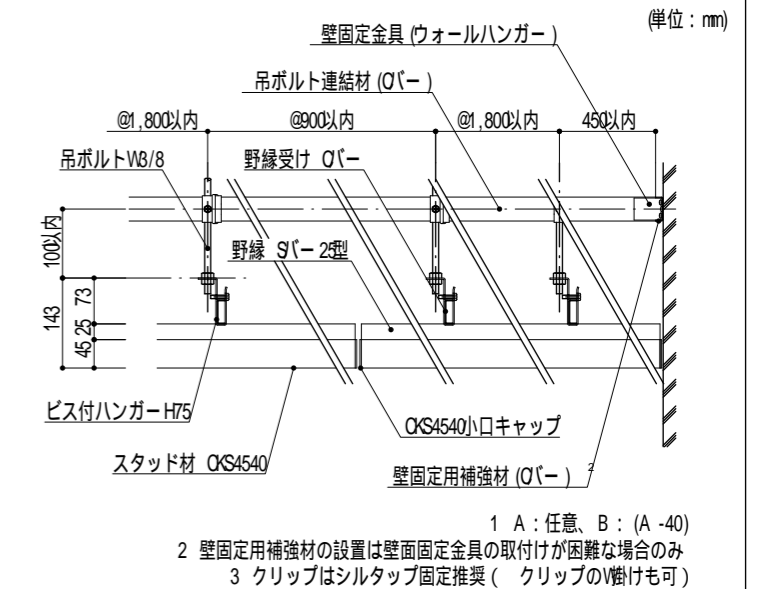 (単位：mm)
壁固定金具 (ウォールハンガー)
吊ボルト連結材 (Cバー)
@1,800以内
@900以内
@1,800以内
450以内
吊ボルトW3/8
野縁受け Cバー
100以内
野縁 Sバー 25型
73
143
25
45
ビス付ハンガーH75
CKS4540小口キャップ
スタッド材 CKS4540
壁固定用補強材 (Cバー) 2
1 A：任意、B：(A -40)
2 壁固定用補強材の設置は壁面固定金具の取付けが困難な場合のみ
3 クリップはシルタップ固定推奨 ( クリップのW掛けも可)